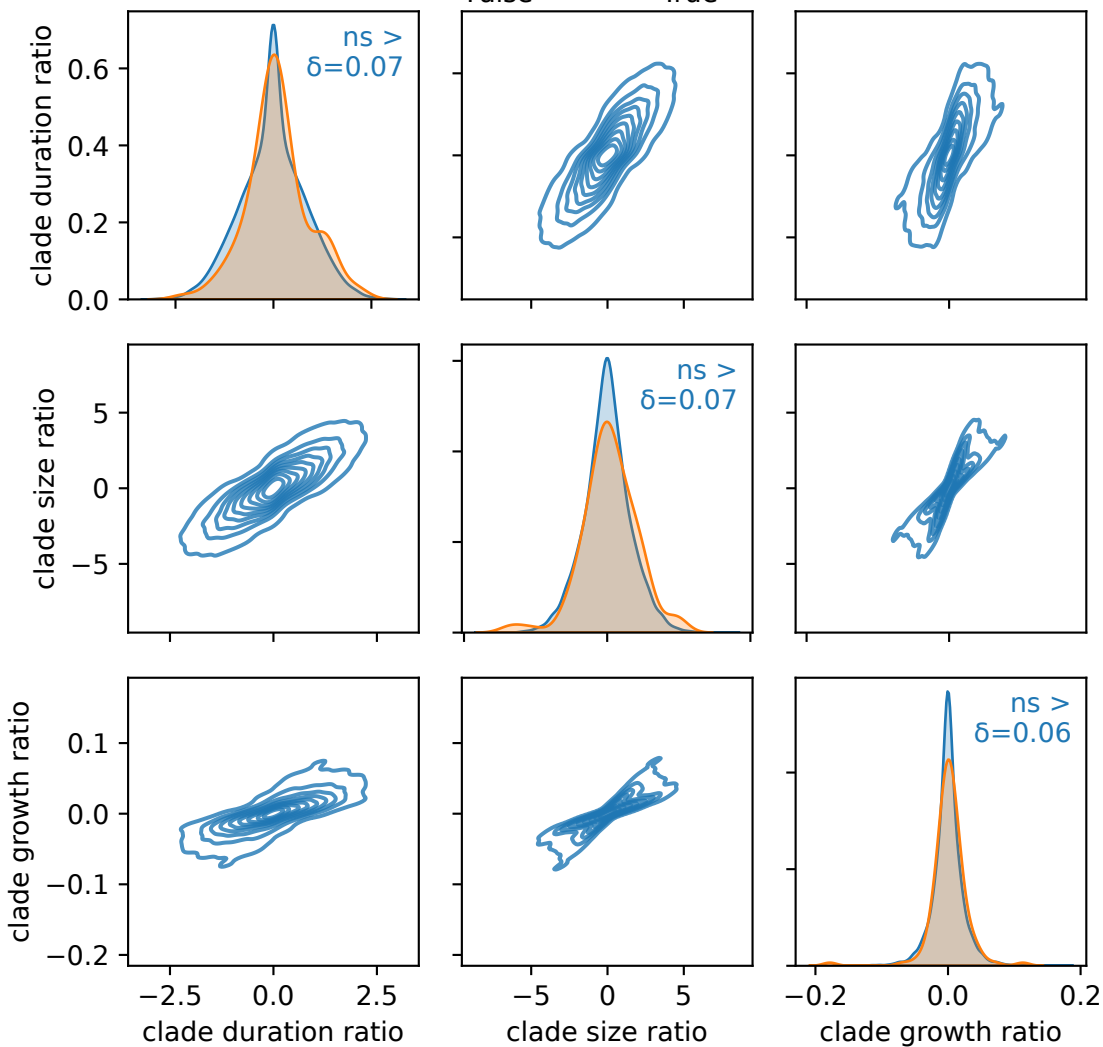 False True
clade duration ratio
0.6
0.4
0.2
0.0
ns >
δ=0.07
clade size ratio
5
0
−5
ns >
δ=0.07
clade growth ratio
0.1
0.0
−0.1
−0.2
ns >
δ=0.06
−2.5 0.0 2.5
−5 0 5
−0.2 0.0 0.2
clade duration ratio
clade size ratio
clade growth ratio